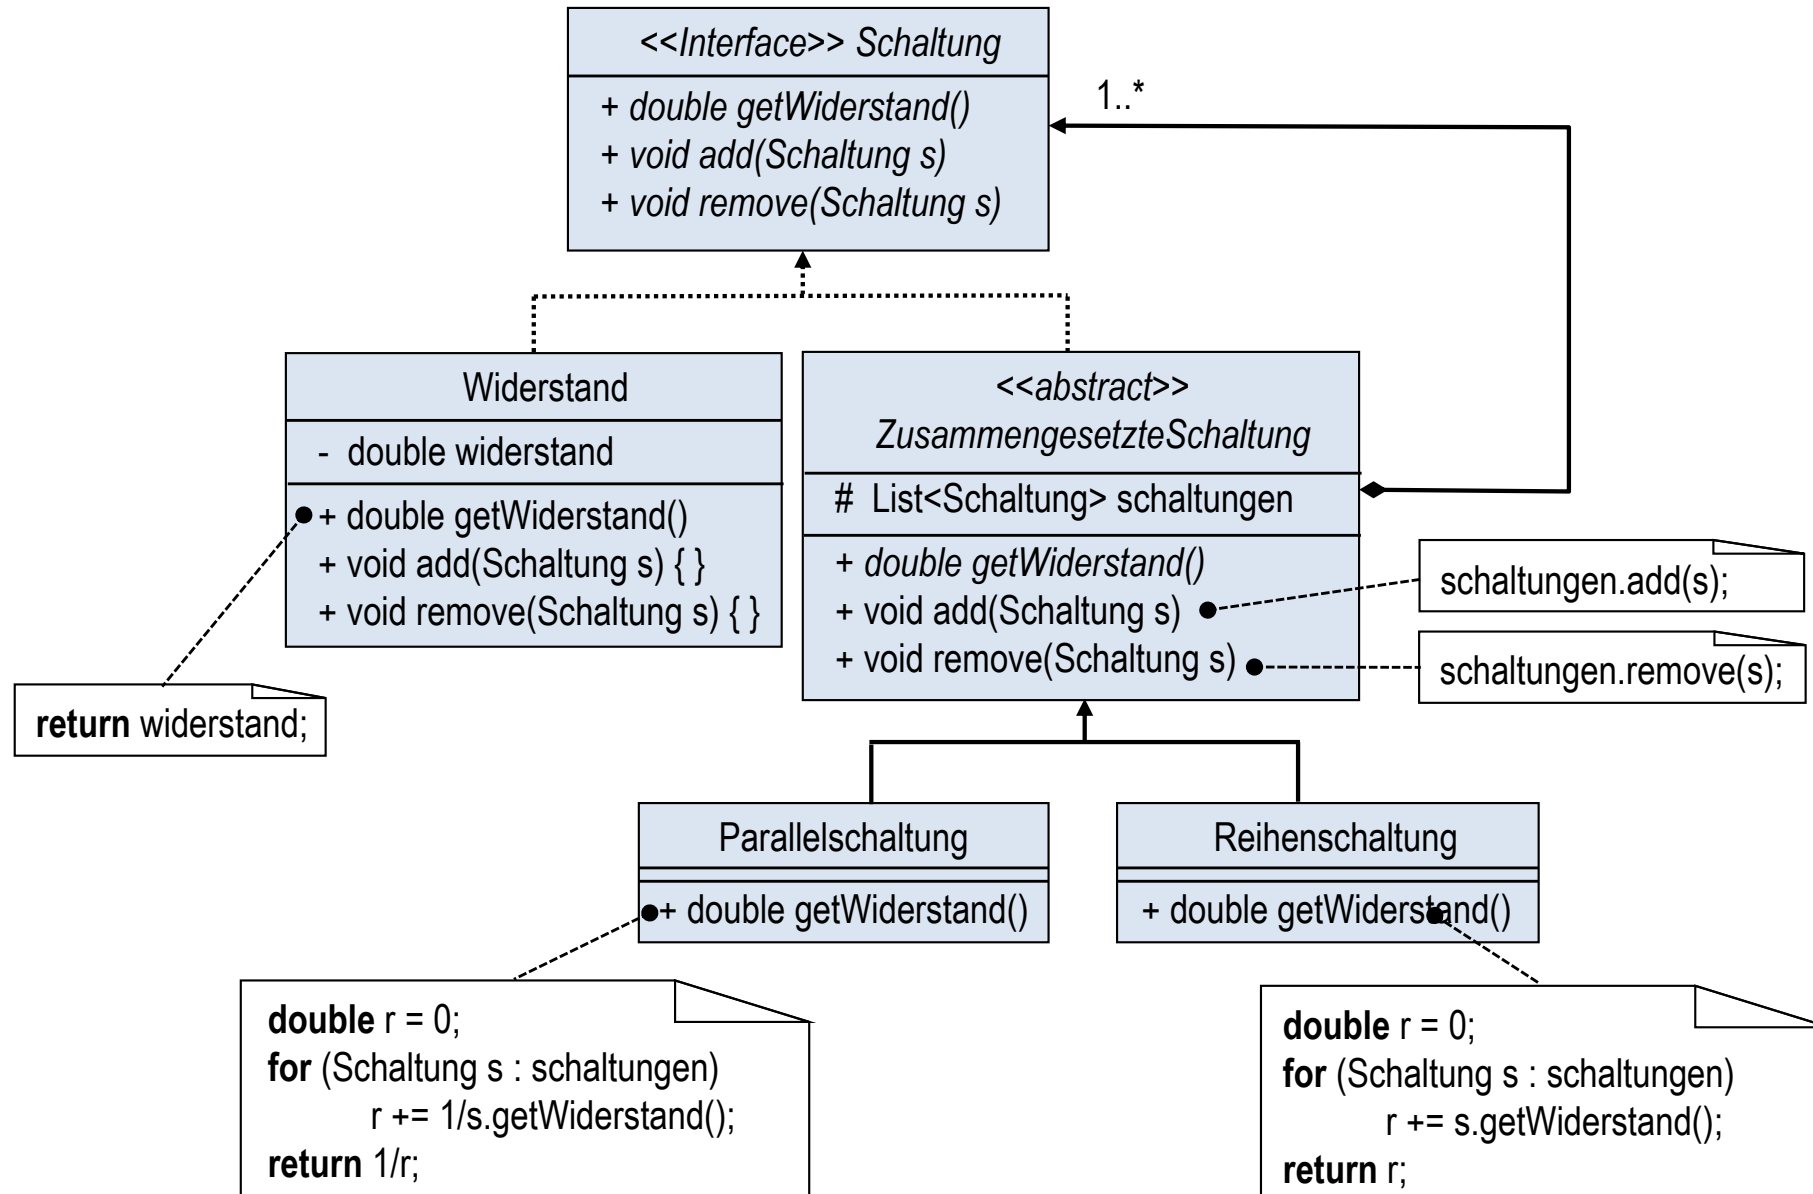 <<Interface>> Schaltung
+ double getWiderstand()
+ void add(Schaltung s)
+ void remove(Schaltung s)
1..*
Widerstand
- double widerstand
+ double getWiderstand()
+ void add(Schaltung s) { }
+ void remove(Schaltung s) { }
return widerstand;
<<abstract>>
ZusammengesetzteSchaltung
# List<Schaltung> schaltungen
+ double getWiderstand()
+ void add(Schaltung s)
+ void remove(Schaltung s)
schaltungen.add(s);
schaltungen.remove(s);
Parallelschaltung
+ double getWiderstand()
Reihenschaltung
+ double getWiderstand()
double r = 0;
for (Schaltung s : schaltungen)
r += 1/s.getWiderstand();
return 1/r;
double r = 0;
for (Schaltung s : schaltungen)
r += s.getWiderstand();
return r;